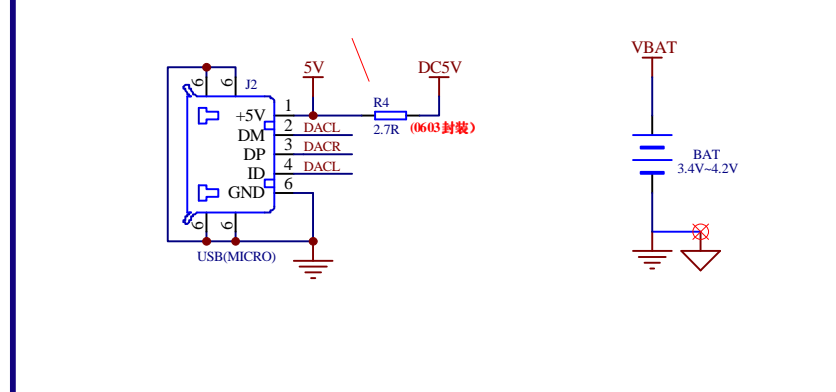 VBAT
5V
DC5V
6
6
J2
1
+5V
R4
2
DACL
2.7R
(0603封装)
DM
3
DACR
DP
BAT
4
DACL
3.4V~4.2V
ID
6
GND
6
6
USB(MICRO)